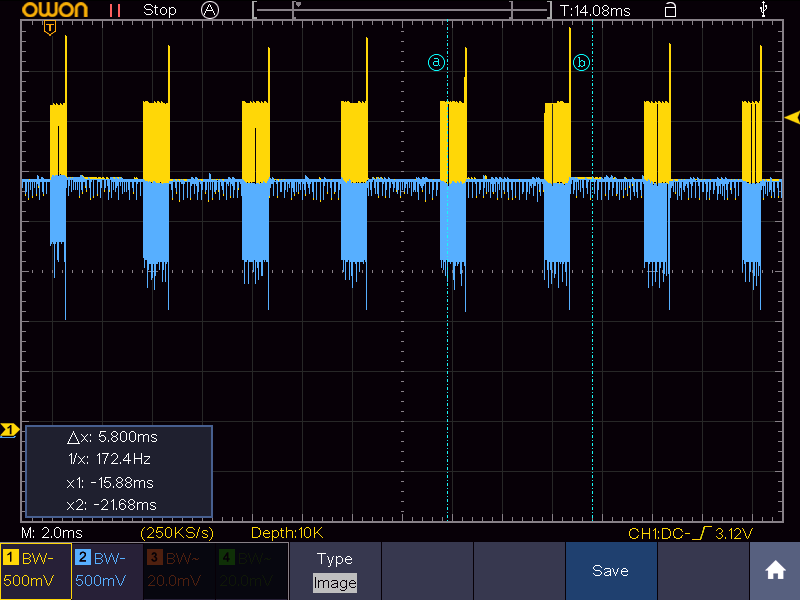 OWON Stop A T:14.08ms
T
a b
1
△x: 5.800ms
1/x: 172.4Hz
x1: -15.88ms
x2: -21.68ms
M: 2.0ms (250KS/s) Depth:10K CH1:DC- 3.12V
1 BW~ 2 BW~ 3 BW~ 4 BW~ Type
500mV 500mV 20.0mV 20.0mV Image Save